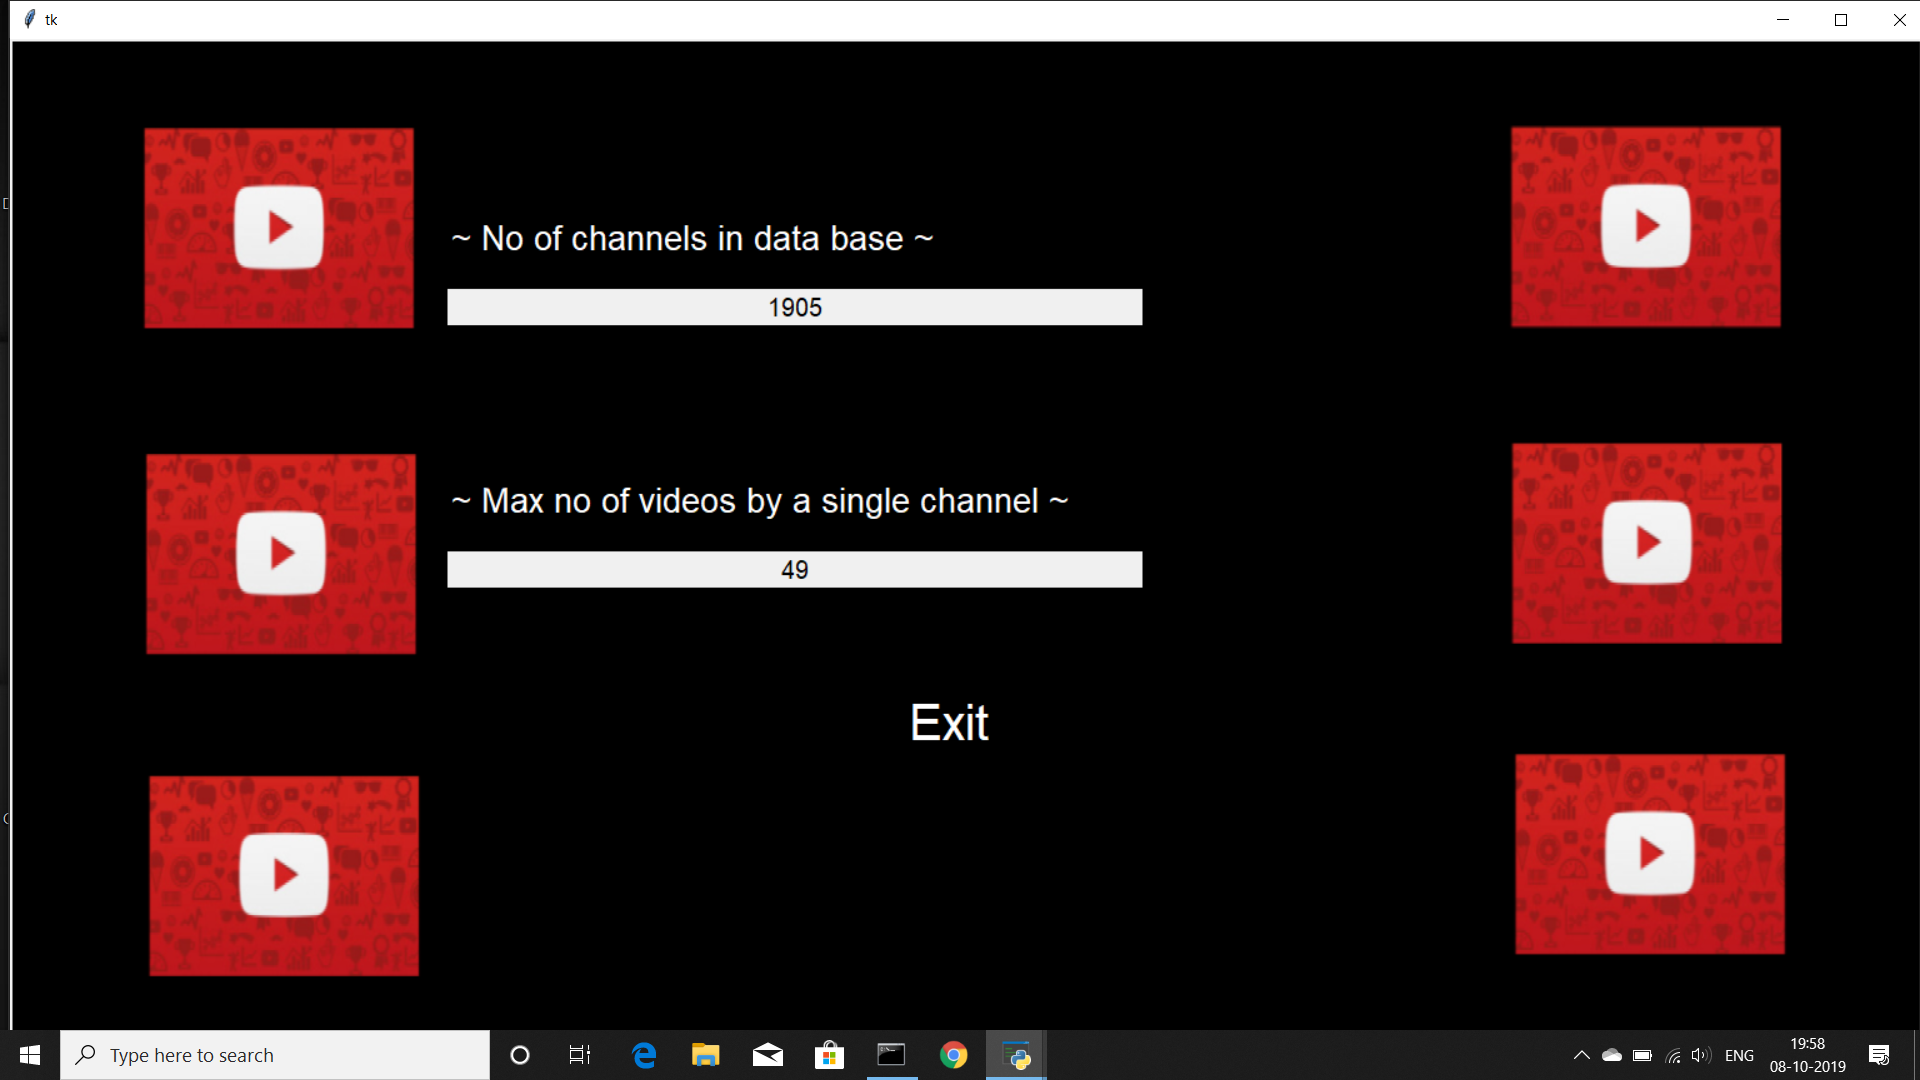 tk
~ No of channels in data base ~
1905
~ Max no of videos by a single channel ~
49
Exit
Type here to search
ENG
19:58
08-10-2019